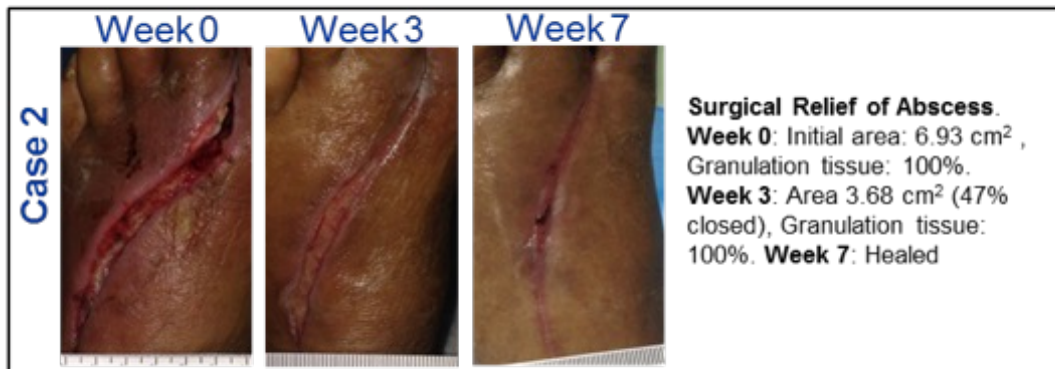 Week 0 Week 3 Week 7
Case 2
Surgical Relief of Abscess.
Week 0: Initial area: 6.93 cm² ,
Granulation tissue: 100%.
Week 3: Area 3.68 cm² (47%
closed), Granulation tissue:
100%. Week 7: Healed